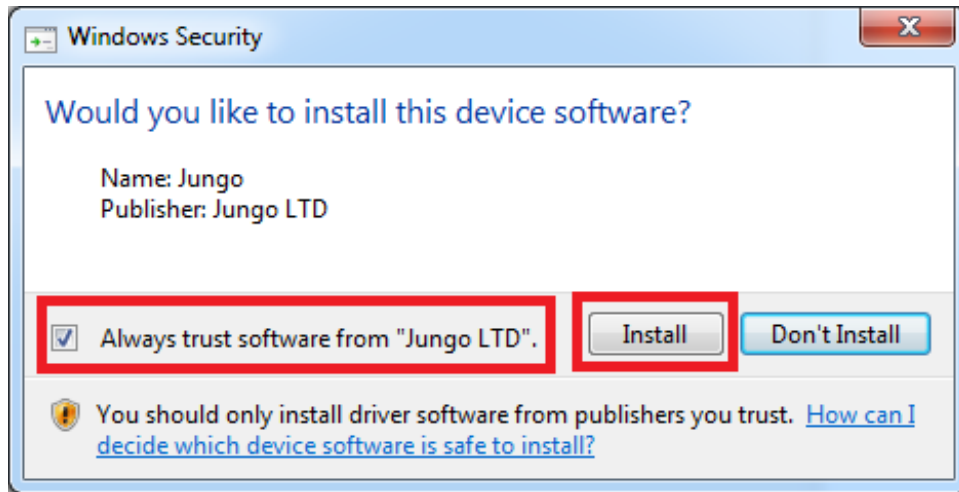 Windows Security
Would you like to install this device software?
Name: Jungo
Publisher: Jungo LTD
Always trust software from "Jungo LTD".
Install
Don't Install
You should only install driver software from publishers you trust. How can I
decide which device software is safe to install?